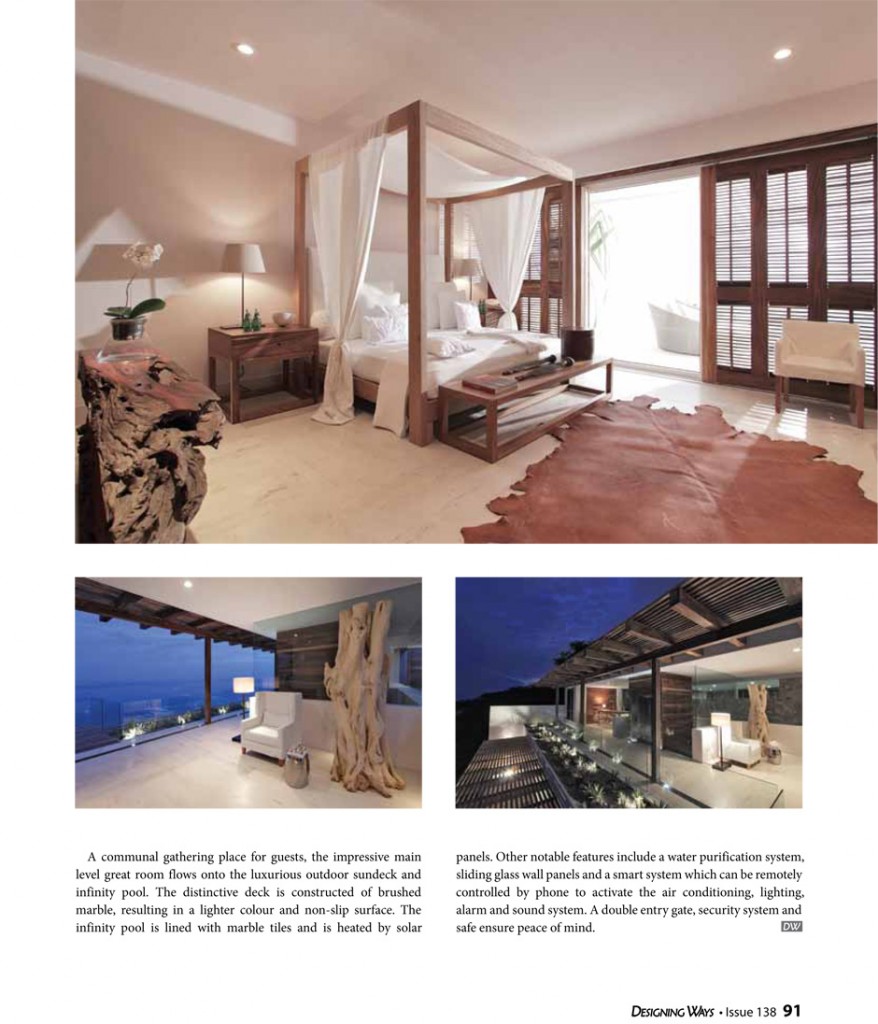 A communal gathering place for guests, the impressive main
level great room flows onto the luxurious outdoor sundeck and
infinity pool. The distinctive deck is constructed of brushed
marble, resulting in a lighter colour and non-slip surface. The
infinity pool is lined with marble tiles and is heated by solar
panels. Other notable features include a water purification system,
sliding glass wall panels and a smart system which can be remotely
controlled by phone to activate the air conditioning, lighting,
alarm and sound system. A double entry gate, security system and
safe ensure peace of mind. DW
DESIGNING WAYS • Issue 138 91